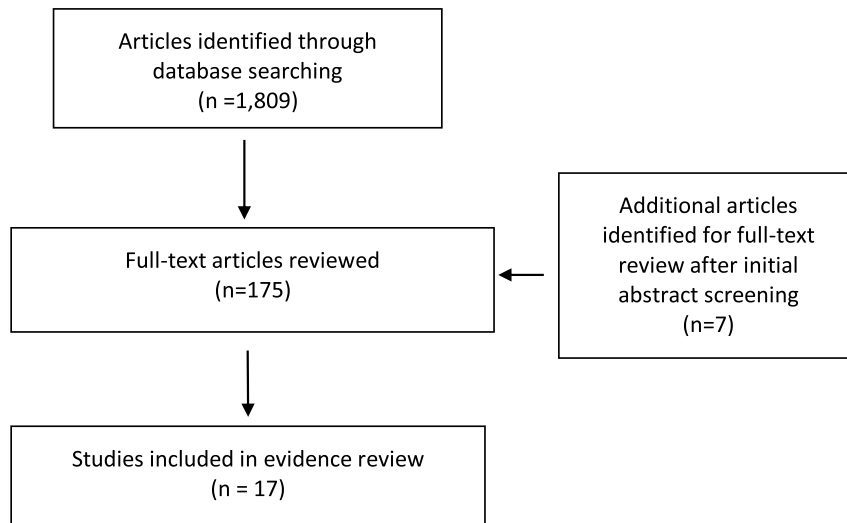 Articles identified through
database searching
(n =1,809)
Additional articles
identified for full-text
review after initial
abstract screening
(n=7)
Full-text articles reviewed
(n=175)
Studies included in evidence review
(n = 17)